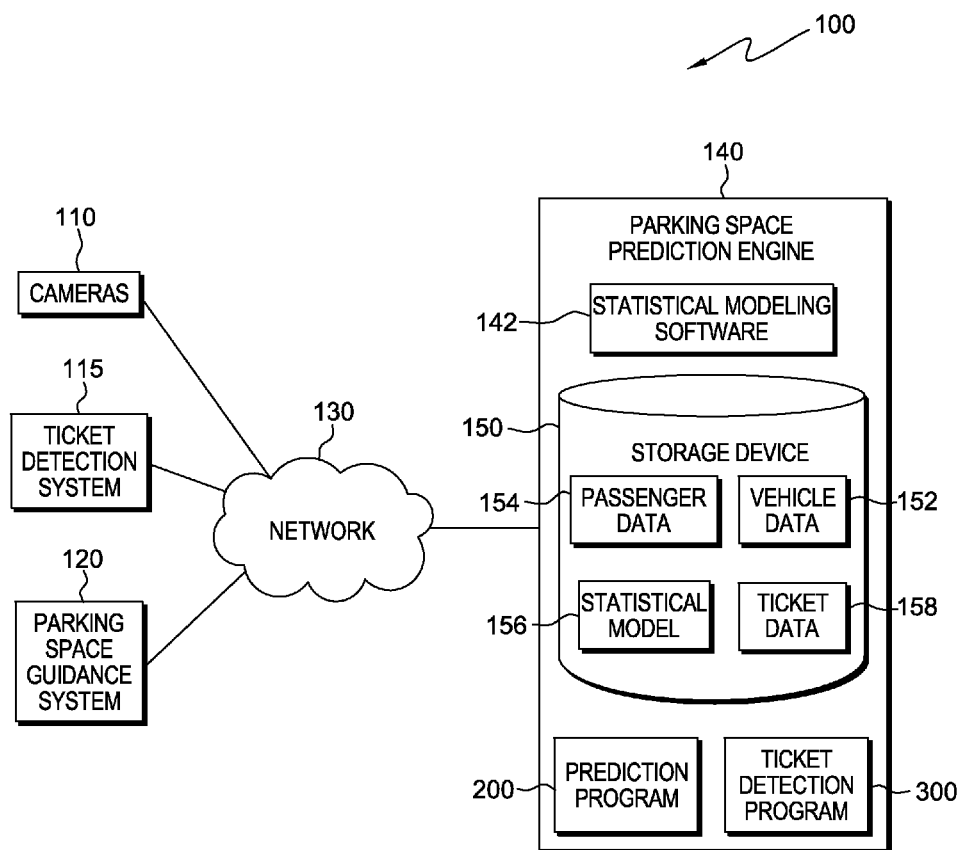 100
140
PARKING SPACE
PREDICTION ENGINE
110
CAMERAS
142
STATISTICAL MODELING
SOFTWARE
115
TICKET
DETECTION
SYSTEM
130
NETWORK
150
STORAGE DEVICE
154
PASSENGER
DATA
VEHICLE
DATA
152
120
PARKING
SPACE
GUIDANCE
SYSTEM
156
STATISTICAL
MODEL
TICKET
DATA
158
200
PREDICTION
PROGRAM
TICKET
DETECTION
PROGRAM
300